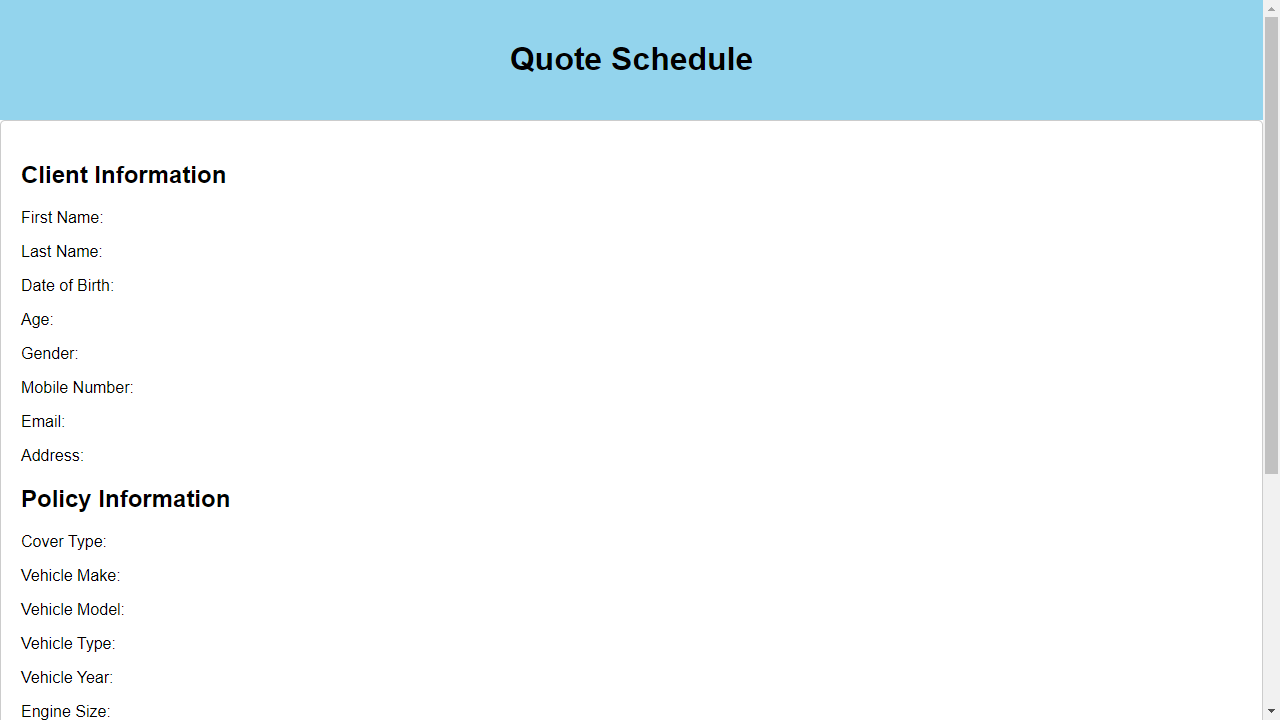 Quote Schedule
Client Information
First Name:
Last Name:
Date of Birth:
Age:
Gender:
Mobile Number:
Email:
Address:
Policy Information
Cover Type:
Vehicle Make:
Vehicle Model:
Vehicle Type:
Vehicle Year:
Engine Size: